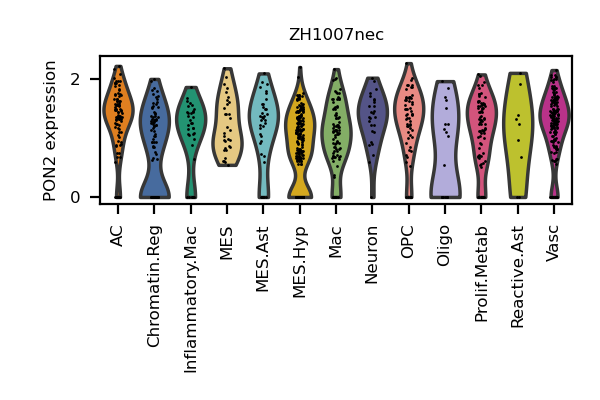 ZH1007nec
PON2 expression
2
0
AC
Chromatin.Reg
Inflammatory.Mac
MES
MES.Ast
MES.Hyp
Mac
Neuron
OPC
Oligo
Prolif.Metab
Reactive.Ast
Vasc